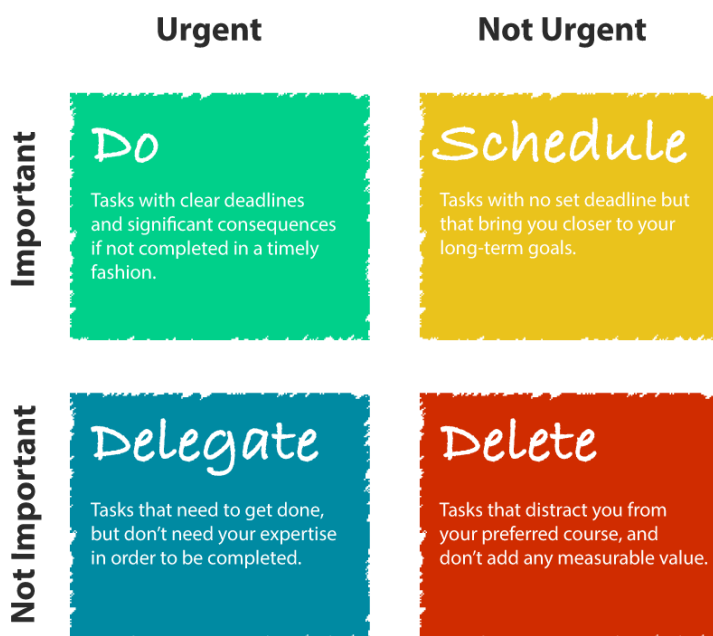 Urgent
Not Urgent
Important
Do
Tasks with clear deadlines
and significant consequences
if not completed in a timely
fashion.
Schedule
Tasks with no set deadline but
that bring you closer to your
long-term goals.
Not Important
Delegate
Tasks that need to get done,
but don't need your expertise
in order to be completed.
Delete
Tasks that distract you from
your preferred course, and
don't add any measurable value.